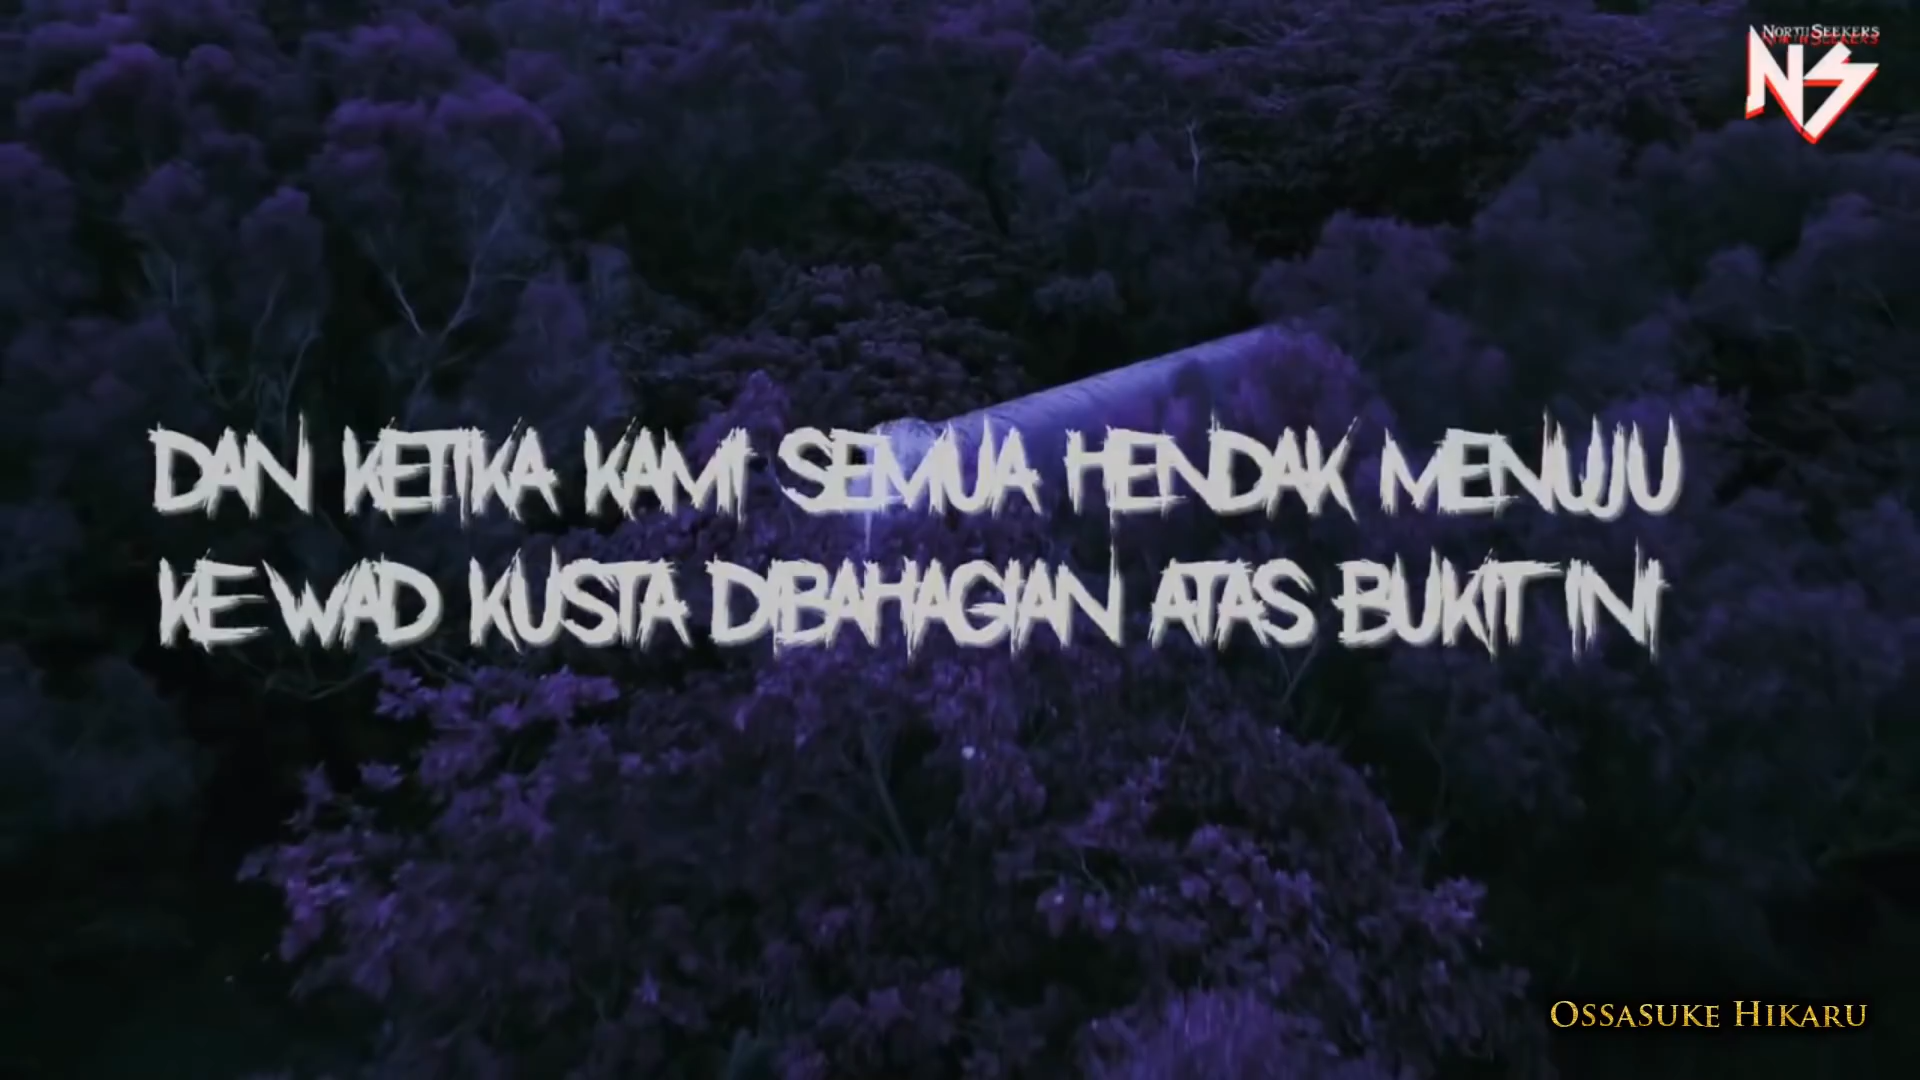 NORTHSEEKERS
NS
DAN KETIKA KAMI SEMUA HENDAK MENUJU
KE WAD KUSTA DIBAHAGIAN ATAS BUKIT INI
OSSASUKE HIKARU